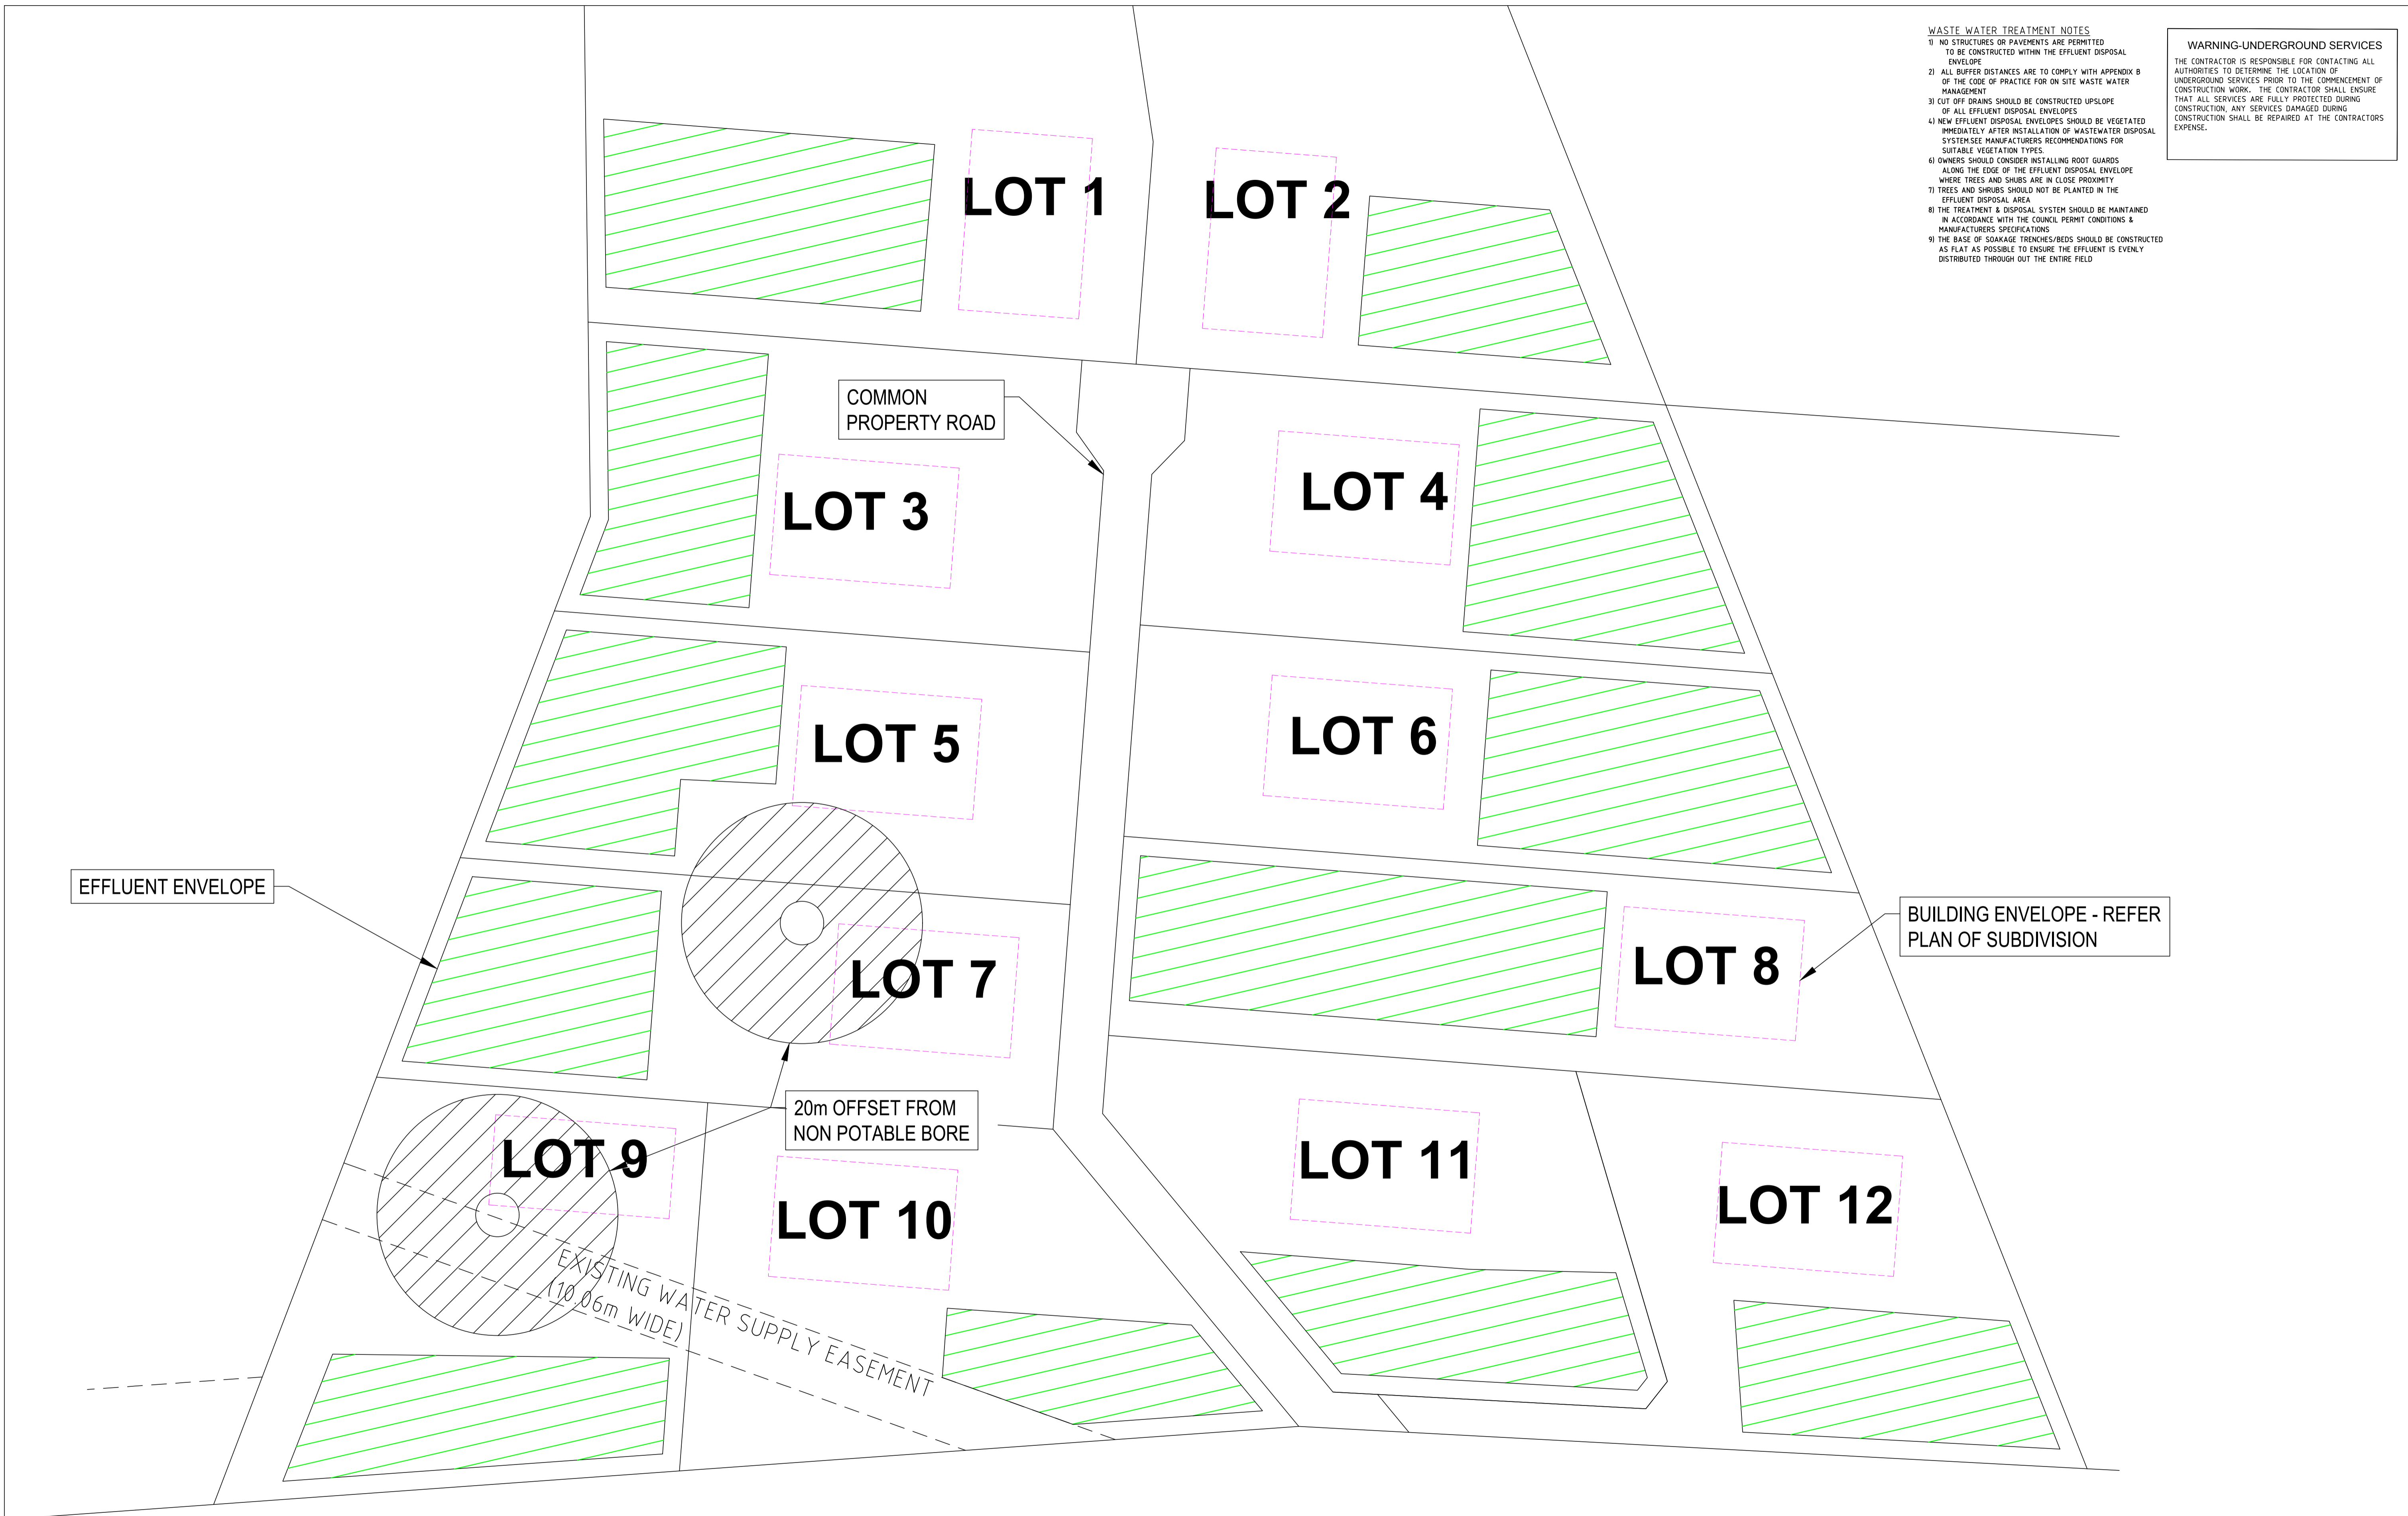 WASTE WATER TREATMENT NOTES
1) NO STRUCTURES OR PAVEMENTS ARE PERMITTED
TO BE CONSTRUCTED WITHIN THE EFFLUENT DISPOSAL
ENVELOPE
2) ALL BUFFER DISTANCES ARE TO COMPLY WITH APPENDIX B
OF THE CODE OF PRACTICE FOR ON SITE WASTE WATER
MANAGEMENT
3) CUT OFF DRAINS SHOULD BE CONSTRUCTED UPSLOPE
OF ALL EFFLUENT DISPOSAL ENVELOPES
4) NEW EFFLUENT DISPOSAL ENVELOPES SHOULD BE VEGETATED
IMMEDIATELY AFTER INSTALLATION OF WASTEWATER DISPOSAL
SYSTEM.SEE MANUFACTURERS RECOMMENDATIONS FOR
SUITABLE VEGETATION TYPES.
6) OWNERS SHOULD CONSIDER INSTALLING ROOT GUARDS
ALONG THE EDGE OF THE EFFLUENT DISPOSAL ENVELOPE
WHERE TREES AND SHUBS ARE IN CLOSE PROXIMITY
7) TREES AND SHRUBS SHOULD NOT BE PLANTED IN THE
EFFLUENT DISPOSAL AREA
8) THE TREATMENT & DISPOSAL SYSTEM SHOULD BE MAINTAINED
IN ACCORDANCE WITH THE COUNCIL PERMIT CONDITIONS &
MANUFACTURERS SPECIFICATIONS
9) THE BASE OF SOAKAGE TRENCHES/BEDS SHOULD BE CONSTRUCTED
AS FLAT AS POSSIBLE TO ENSURE THE EFFLUENT IS EVENLY
DISTRIBUTED THROUGH OUT THE ENTIRE FIELD
WARNING-UNDERGROUND SERVICES
THE CONTRACTOR IS RESPONSIBLE FOR CONTACTING ALL
AUTHORITIES TO DETERMINE THE LOCATION OF
UNDERGROUND SERVICES PRIOR TO THE COMMENCEMENT OF
CONSTRUCTION WORK. THE CONTRACTOR SHALL ENSURE
THAT ALL SERVICES ARE FULLY PROTECTED DURING
CONSTRUCTION, ANY SERVICES DAMAGED DURING
CONSTRUCTION SHALL BE REPAIRED AT THE CONTRACTORS
EXPENSE.
LOT 1
LOT 2
COMMON
PROPERTY ROAD
LOT 3
LOT 4
LOT 5
LOT 6
EFFLUENT ENVELOPE
LOT 7
LOT 8
BUILDING ENVELOPE - REFER
PLAN OF SUBDIVISION
20m OFFSET FROM
NON POTABLE BORE
LOT 9
LOT 10
LOT 11
LOT 12
EXISTING WATER SUPPLY EASEMENT
(10.06m WIDE)